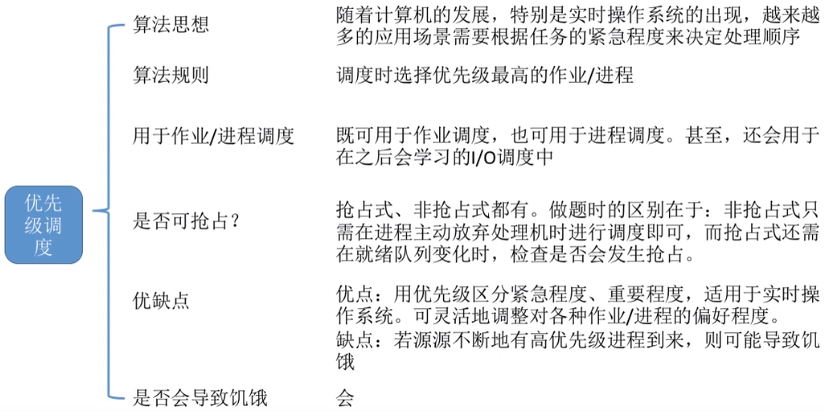 优先
级调
度
算法思想
随着计算机的发展，特别是实时操作系统的出现，越来越
多的应用场景需要根据任务的紧急程度来决定处理顺序
算法规则
调度时选择优先级最高的作业/进程
用于作业/进程调度
既可用于作业调度，也可用于进程调度。甚至，还会用于
在之后会学习的I/O调度中
是否可抢占？
抢占式、非抢占式都有。做题时的区别在于：非抢占式只
需在进程主动放弃处理机时进行调度即可，而抢占式还需
在就绪队列变化时，检查是否会发生抢占。
优缺点
优点：用优先级区分紧急程度、重要程度，适用于实时操
作系统。可灵活地调整对各种作业/进程的偏好程度。
缺点：若源源不断地有高优先级进程到来，则可能导致饥
饿
是否会导致饥饿
会